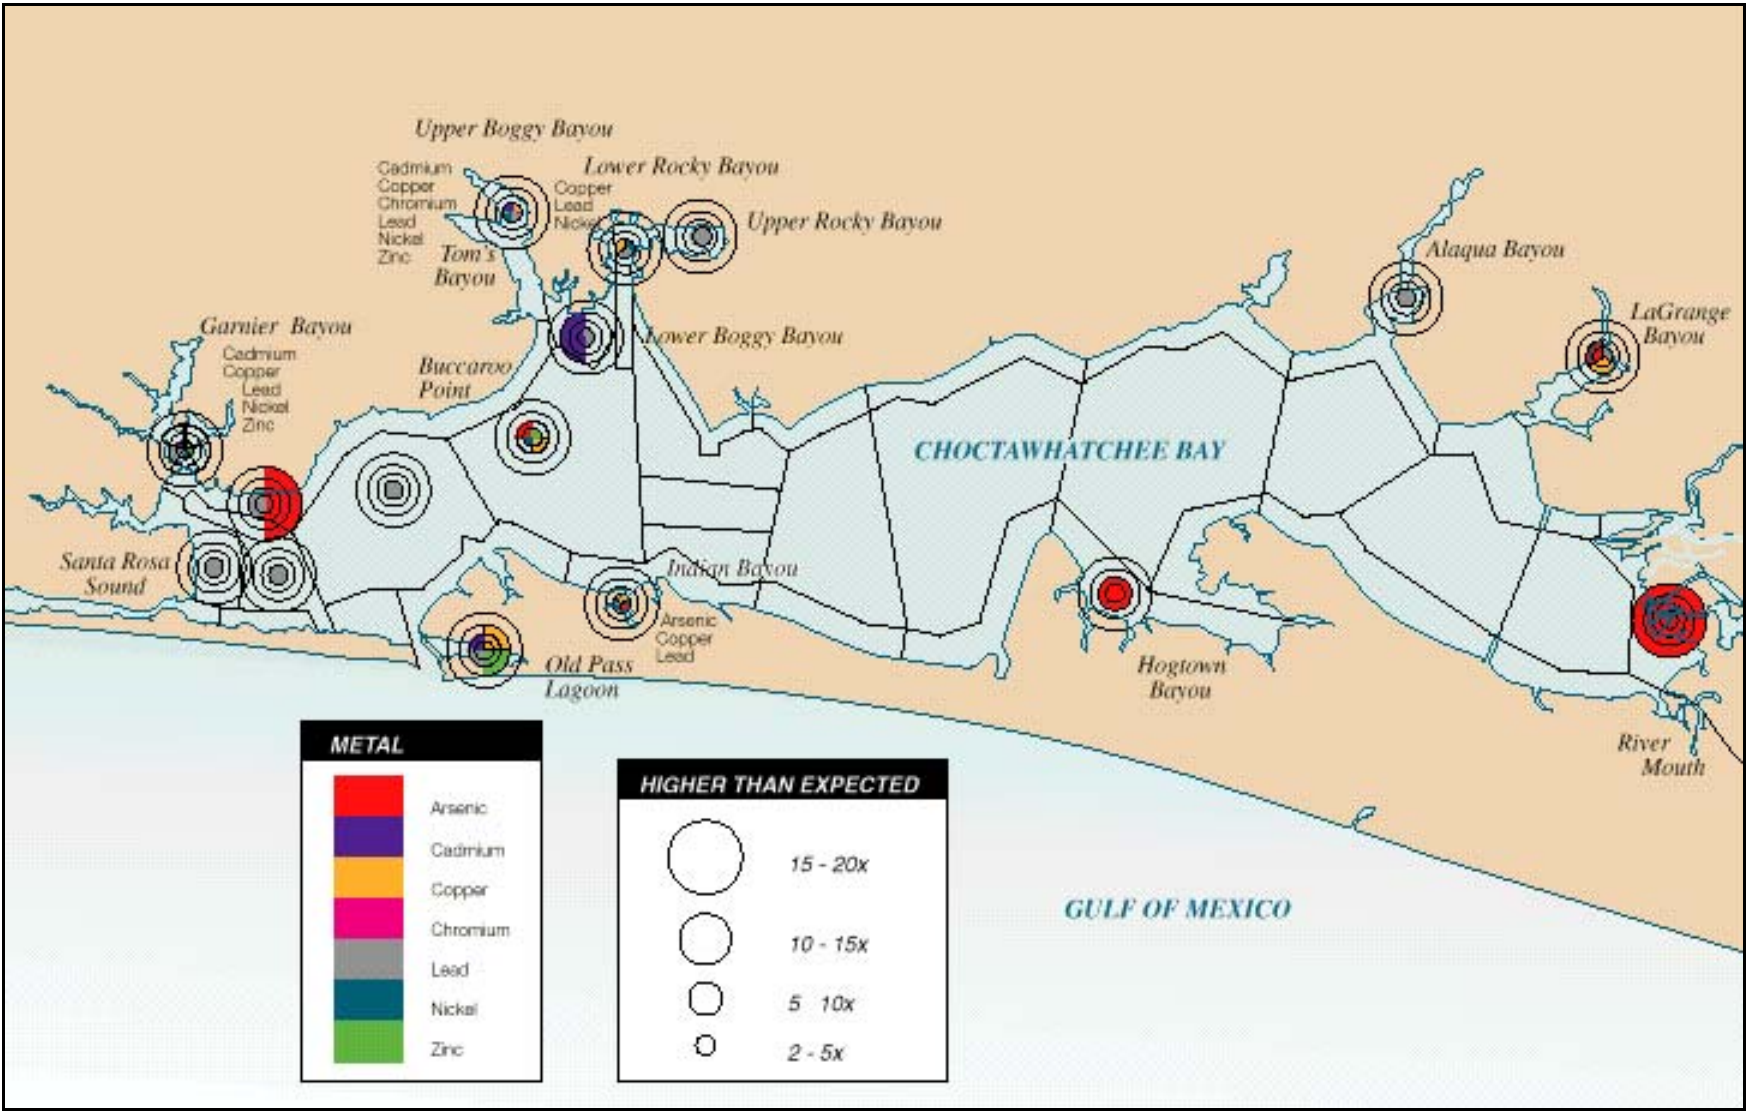 Upper Boggy Bayou
Lower Rocky Bayou
Cadmium
Copper
Chromium
Lead
Nickel
Zinc
Copper
Lead
Nickel
Upper Rocky Bayou
Tom's
Bayou
Alaqua Bayou
LaGrange
Bayou
Garnier Bayou
Cadmium
Copper
Lead
Nickel
Zinc
Lower Boggy Bayou
Buccaroo
Point
CHOCTAWHATCHEE BAY
Santa Rosa
Sound
Indian Bayou
Arsenic
Copper
Lead
Old Pass
Lagoon
Hogtown
Bayou
River
Mouth
METAL
Arsenic
Cadmium
Copper
Chromium
Lead
Nickel
Zinc
HIGHER THAN EXPECTED
15 - 20x
10 - 15x
5 10x
2 - 5x
GULF OF MEXICO